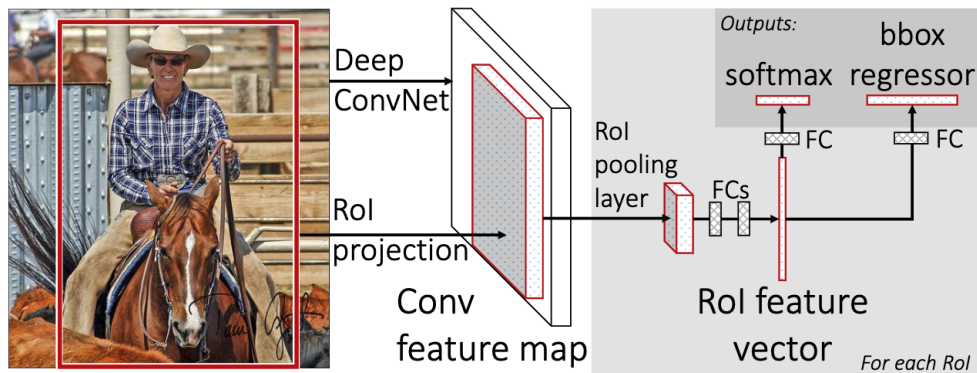 Deep
ConvNet
RoI
projection
Conv
feature map
RoI
pooling
layer
FCs
Outputs:
softmax
bbox
regressor
FC
FC
RoI feature
vector
For each RoI